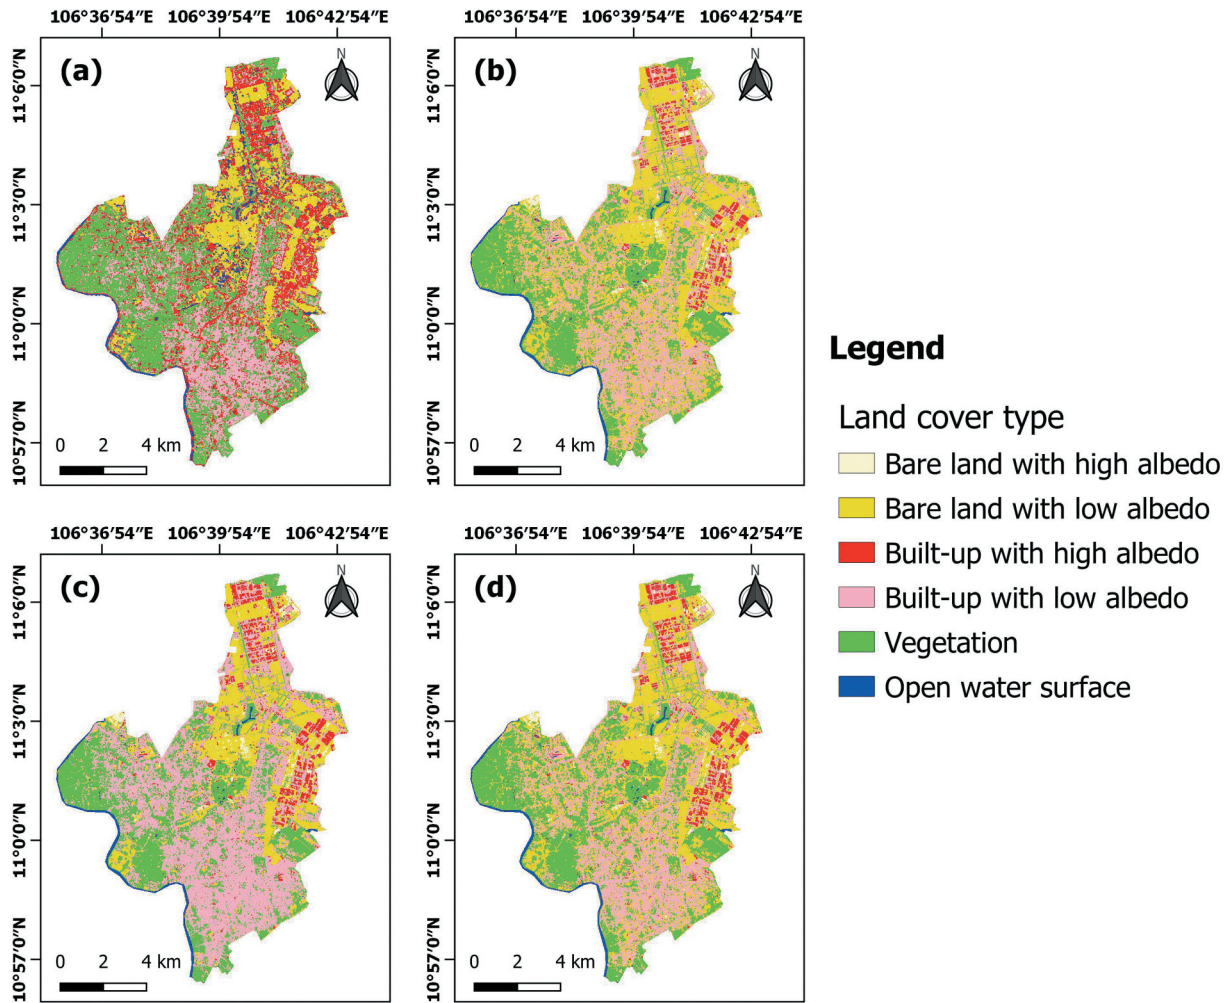 106°36′54″E 106°39′54″E 106°42′54″E
106°36′54″E 106°39′54″E 106°42′54″E
(a)
N
11°6′0″N
11°3′0″N
11°0′0″N
10°57′0″N
0 2 4 km
(b)
N
11°6′0″N
11°3′0″N
11°0′0″N
10°57′0″N
0 2 4 km
106°36′54″E 106°39′54″E 106°42′54″E
106°36′54″E 106°39′54″E 106°42′54″E
(c)
N
11°6′0″N
11°3′0″N
11°0′0″N
10°57′0″N
0 2 4 km
(d)
N
11°6′0″N
11°3′0″N
11°0′0″N
10°57′0″N
0 2 4 km
Legend
Land cover type
Bare land with high albedo
Bare land with low albedo
Built-up with high albedo
Built-up with low albedo
Vegetation
Open water surface